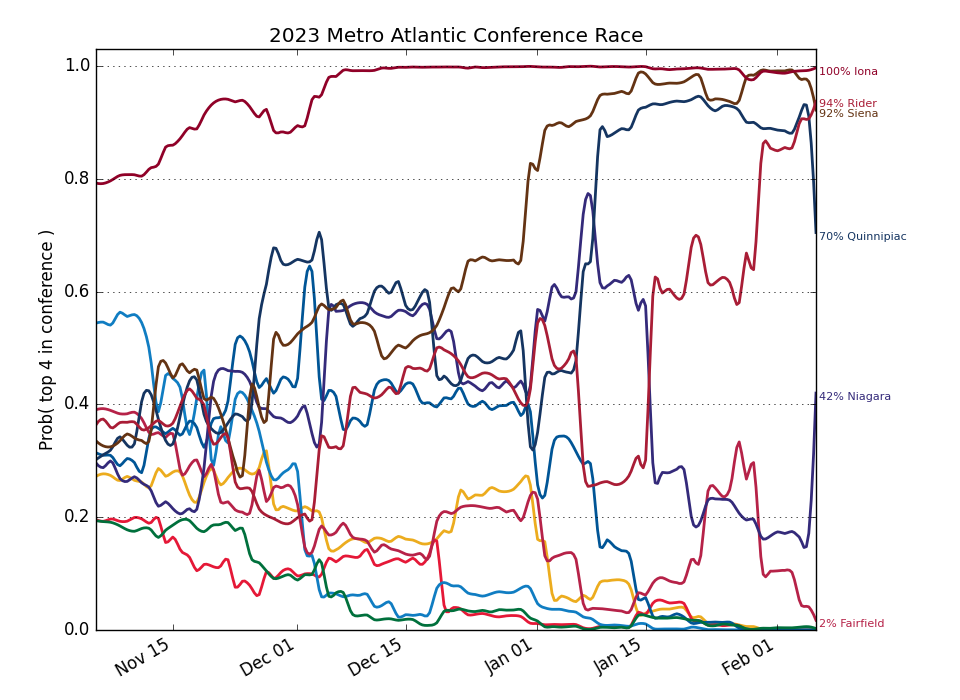 2023 Metro Atlantic Conference Race
Prob( top 4 in conference )
1.0
0.8
0.6
0.4
0.2
0.0
Nov 15
Dec 01
Dec 15
Jan 01
Jan 15
Feb 01
100% Iona
94% Rider
92% Siena
70% Quinnipiac
42% Niagara
2% Fairfield